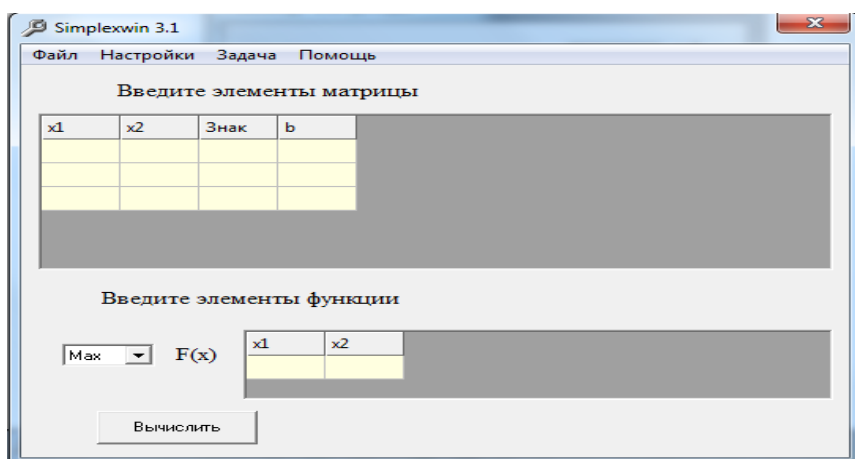 Simplexwin 3.1
Файл Настройки Задача Помощь
Введите элементы матрицы
x1 x2 Знак b
Введите элементы функции
Max F(x) x1 x2
Вычислить